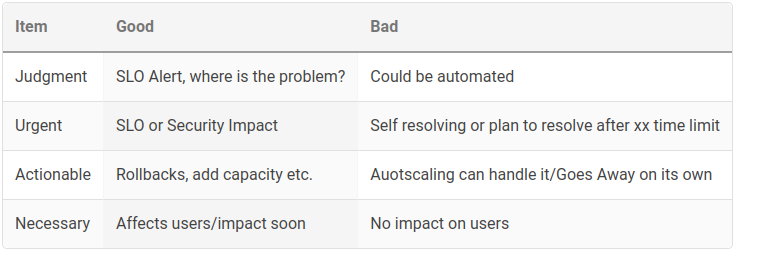 Item Good Bad
Judgment SLO Alert, where is the problem? Could be automated
Urgent SLO or Security Impact Self resolving or plan to resolve after xx time limit
Actionable Rollbacks, add capacity etc. Auotscaling can handle it/Goes Away on its own
Necessary Affects users/impact soon No impact on users